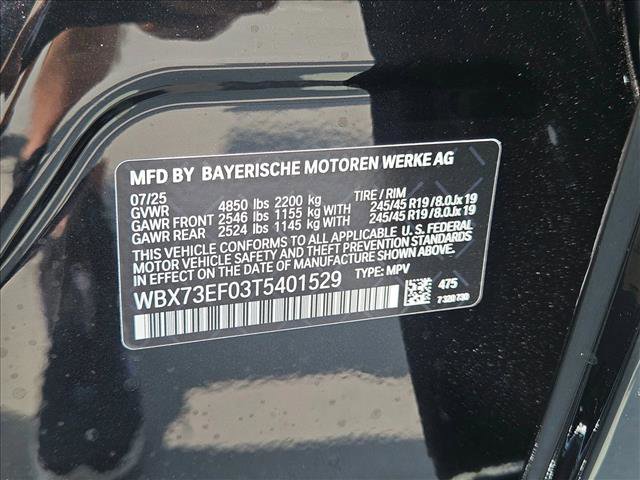 MFD BY BAYERISCHE MOTOREN WERKE AG
07/25 TIRE / RIM
GVWR 4850 lbs 2200 kg
GAWR FRONT 2546 lbs 1155 kg WITH 245/45 R19 / 8.0Jx19
GAWR REAR 2524 lbs 1145 kg WITH 245/45 R19 / 8.0Jx19
THIS VEHICLE CONFORMS TO ALL APPLICABLE U. S. FEDERAL
MOTOR VEHICLE SAFETY AND THEFT PREVENTION STANDARDS
IN EFFECT ON THE DATE OF MANUFACTURE SHOWN ABOVE.
WBX73EF03T5401529 TYPE: MPV
475
7320730